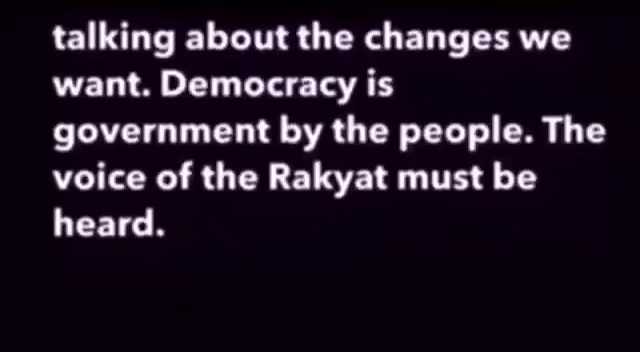 talking about the changes we
want. Democracy is
government by the people. The
voice of the Rakyat must be
heard.